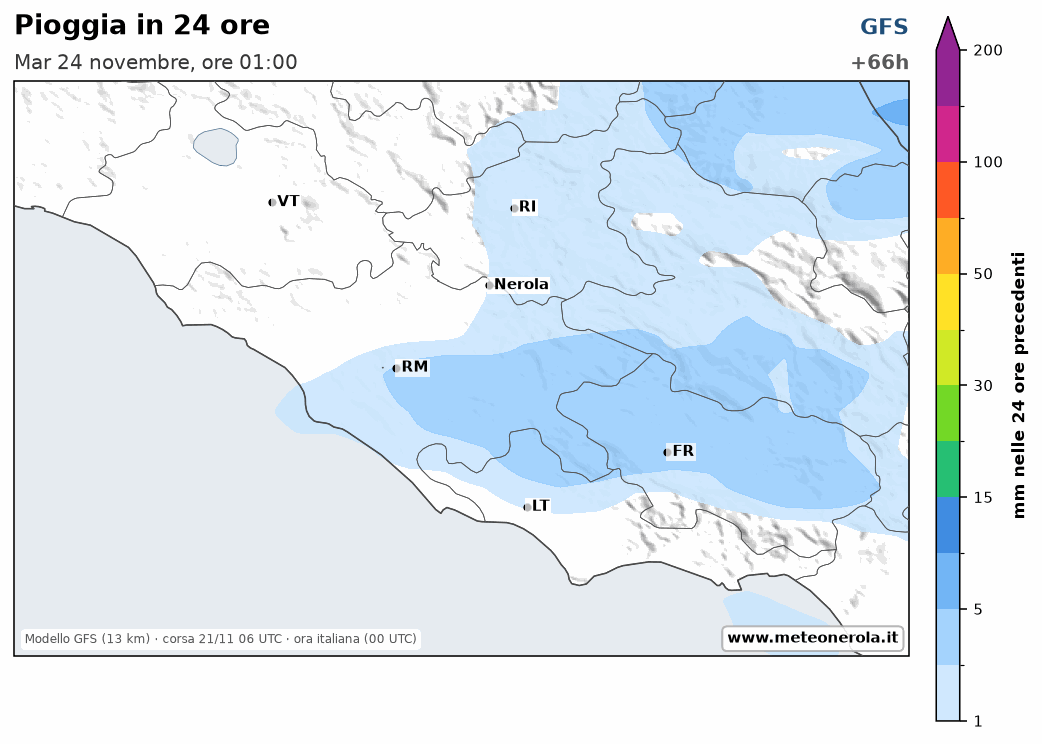 Pioggia in 24 ore
GFS
Mar 24 novembre, ore 01:00
+66h
VT
RI
Nerola
RM
FR
LT
Modello GFS (13 km) · corsa 21/11 06 UTC · ora italiana (00 UTC)
www.meteonerola.it
200
100
50
30
15
5
1
mm nelle 24 ore precedenti